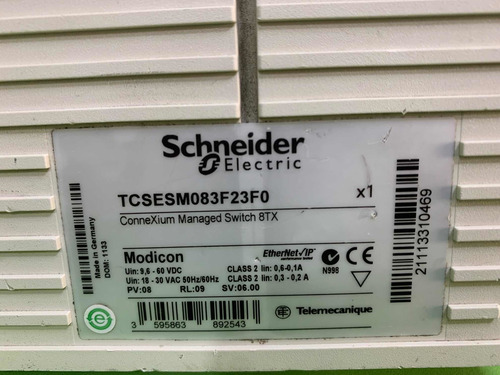 Schneider
Electric
TCSESM083F23F0 x1
ConneXium Managed Switch 8TX
Modicon
EtherNet/IP
N998
Uin: 9,6 - 60 VDC CLASS 2 Iin: 0,6-0,1A
Uin: 18 - 30 VAC 50Hz/60Hz CLASS 2 Iin: 0,3 - 0,2 A
PV:08 RL:09 SV:06.00
3 595863 892543
Telemecanique
Made in Germany
DOM: 1133
21113310469